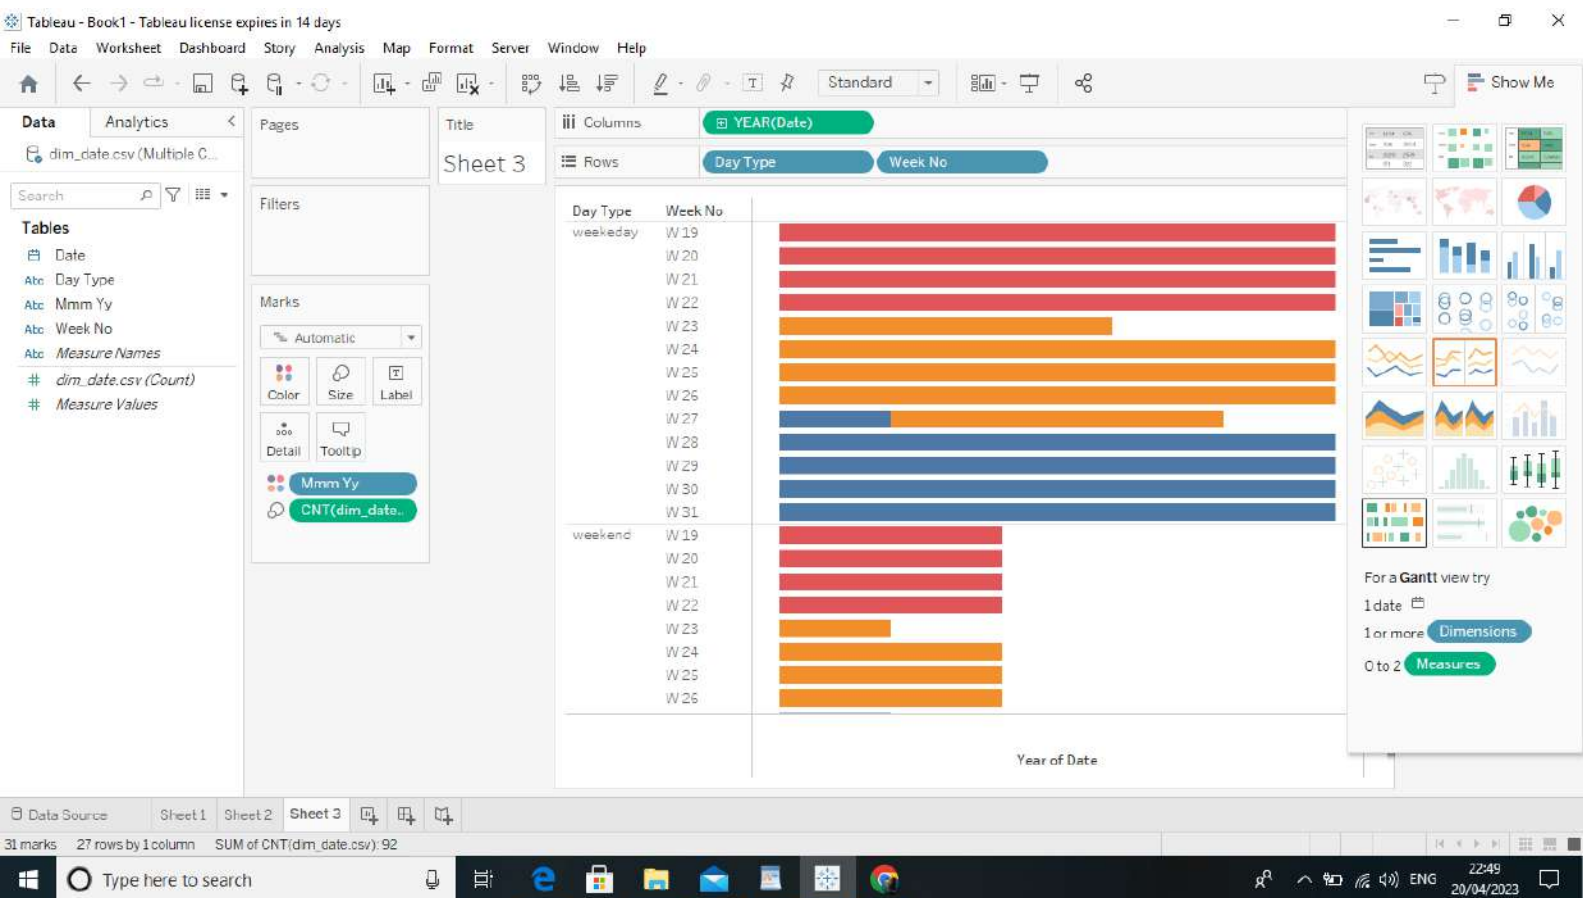 Tableau - Book1 - Tableau license expires in 14 days
File Data Worksheet Dashboard Story Analysis Map Format Server Window Help
Standard
Show Me
Data Analytics
dim_date.csv (Multiple C...
Search
Tables
Date
Abc Day Type
Abc Mmm Yy
Abc Week No
Abc Measure Names
# dim_date.csv (Count)
# Measure Values
Pages
Filters
Marks
Automatic
Color Size Label
Detail Tooltip
Mmm Yy
CNT(dim_date..
Title
Sheet 3
Columns YEAR(Date)
Rows Day Type Week No
Day Type Week No
weekeday W 19
W 20
W 21
W 22
W 23
W 24
W 25
W 26
W 27
W 28
W 29
W 30
W 31
weekend W 19
W 20
W 21
W 22
W 23
W 24
W 25
W 26
Year of Date
For a Gantt view try
1 date
1 or more Dimensions
0 to 2 Measures
Data Source Sheet 1 Sheet 2 Sheet 3
31 marks 27 rows by 1 column SUM of CNT(dim_date.csv): 92
Type here to search
ENG
22:49
20/04/2023